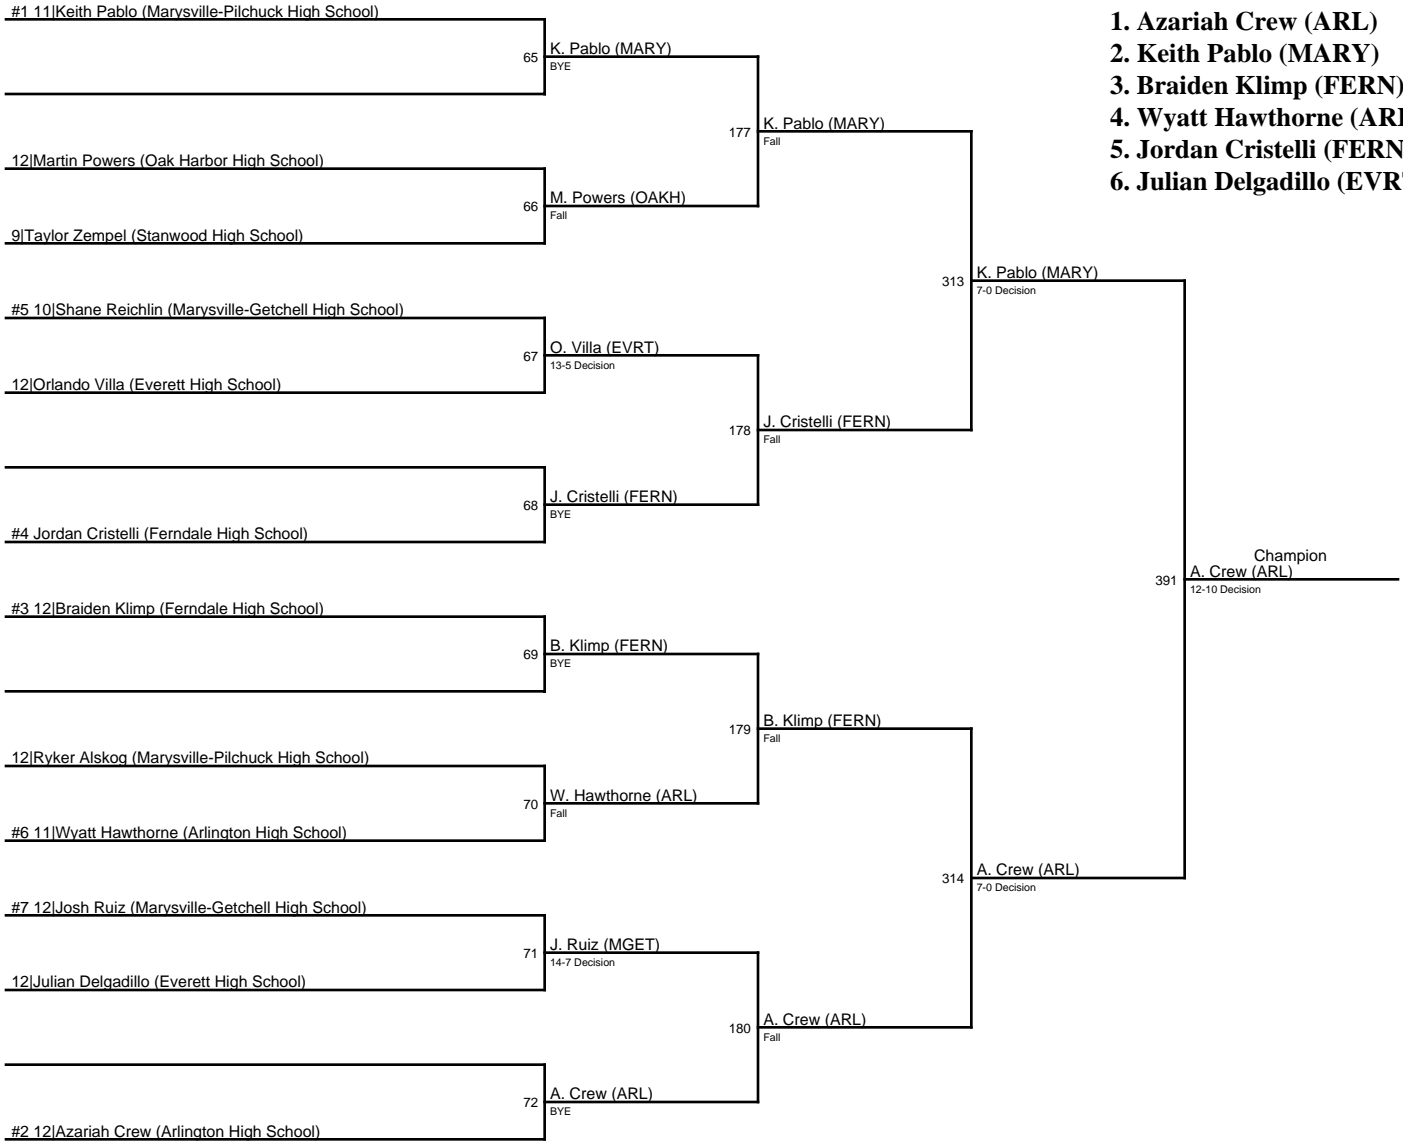 #1 11|Keith Pablo (Marysville-Pilchuck High School)
65
K. Pablo (MARY)
BYE
177
K. Pablo (MARY)
Fall
12|Martin Powers (Oak Harbor High School)
66
M. Powers (OAKH)
Fall
9|Taylor Zempel (Stanwood High School)
313
K. Pablo (MARY)
7-0 Decision
#5 10|Shane Reichlin (Marysville-Getchell High School)
67
O. Villa (EVRT)
13-5 Decision
12|Orlando Villa (Everett High School)
178
J. Cristelli (FERN)
Fall
68
J. Cristelli (FERN)
BYE
#4 Jordan Cristelli (Ferndale High School)
Champion
391
A. Crew (ARL)
12-10 Decision
#3 12|Braiden Klimp (Ferndale High School)
69
B. Klimp (FERN)
BYE
179
B. Klimp (FERN)
Fall
12|Ryker Alskog (Marysville-Pilchuck High School)
70
W. Hawthorne (ARL)
Fall
#6 11|Wyatt Hawthorne (Arlington High School)
314
A. Crew (ARL)
7-0 Decision
#7 12|Josh Ruiz (Marysville-Getchell High School)
71
J. Ruiz (MGET)
14-7 Decision
12|Julian Delgadillo (Everett High School)
180
A. Crew (ARL)
Fall
72
A. Crew (ARL)
BYE
#2 12|Azariah Crew (Arlington High School)
1. Azariah Crew (ARL)
2. Keith Pablo (MARY)
3. Braiden Klimp (FERN)
4. Wyatt Hawthorne
5. Jordan Cristelli (FERN
6. Julian Delgadillo